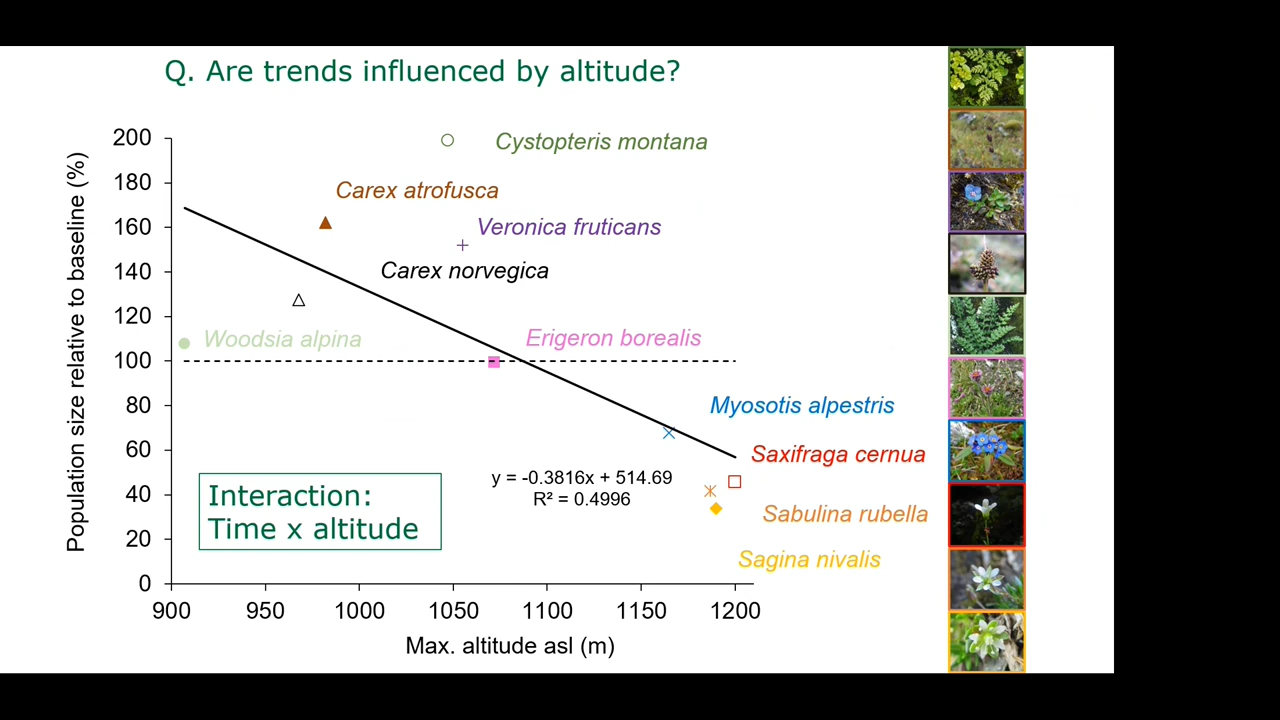 Q. Are trends influenced by altitude?
Population size relative to baseline (%)
200
180
160
140
120
100
80
60
40
20
0
Cystopteris montana
Carex atrofusca
Veronica fruticans
Carex norvegica
Woodsia alpina
Erigeron borealis
Myosotis alpestris
Saxifraga cernua
Sabulina rubella
Sagina nivalis
y = -0.3816x + 514.69
R² = 0.4996
Interaction:
Time x altitude
900 950 1000 1050 1100 1150 1200
Max. altitude asl (m)